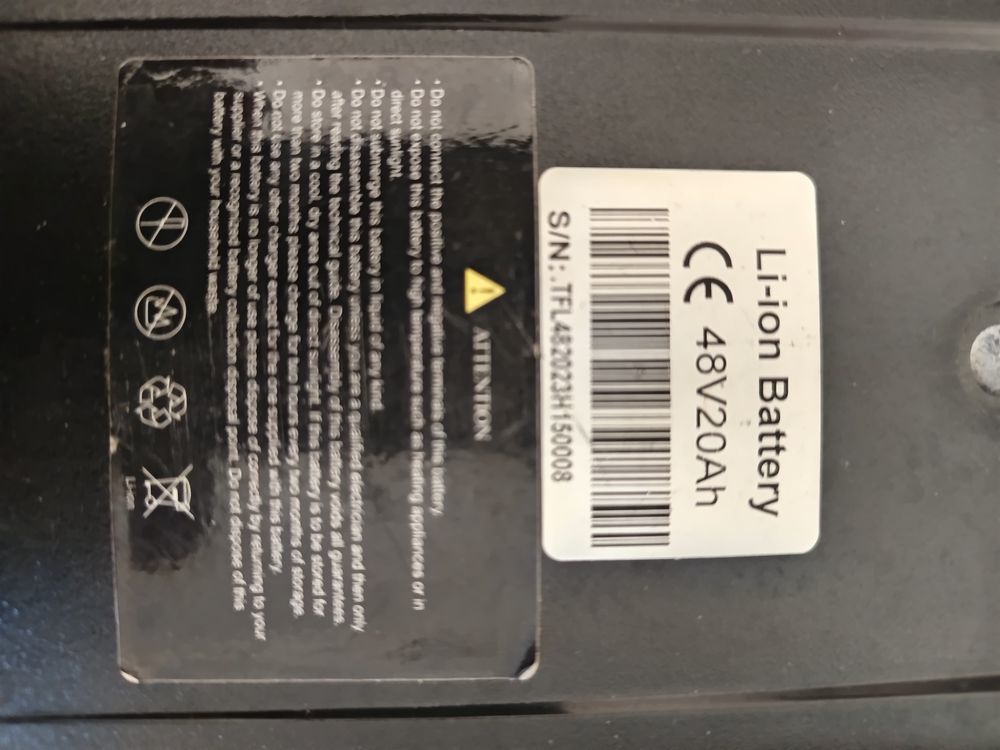 Li-ion Battery
CE 48V20Ah
S/N:.TFL482023H150008
ATTENTION
• Do not connect the positive and negative terminals of this battery.
• Do not expose this battery to high temperature such as heating appliances or in
direct sunlight.
• Do not submerge this battery in liquid of any kind.
• Do not disassemble this battery unless you are a qualified electrician and then only
after reading the technical guide. Disassembly of this battery voids all guarantees.
• Do store in a cool, dry area out of direct sunlight. If this battery is to be stored for
more than two months please charge for two hours every two months of storage.
• Do not use any other charger except to the one supplied with this battery.
• When this battery is no longer of use please dispose of correctly by returning to your
supplier or a recognised battery collection disposal point. Do not dispose of this
battery with your household waste.
Li-ion